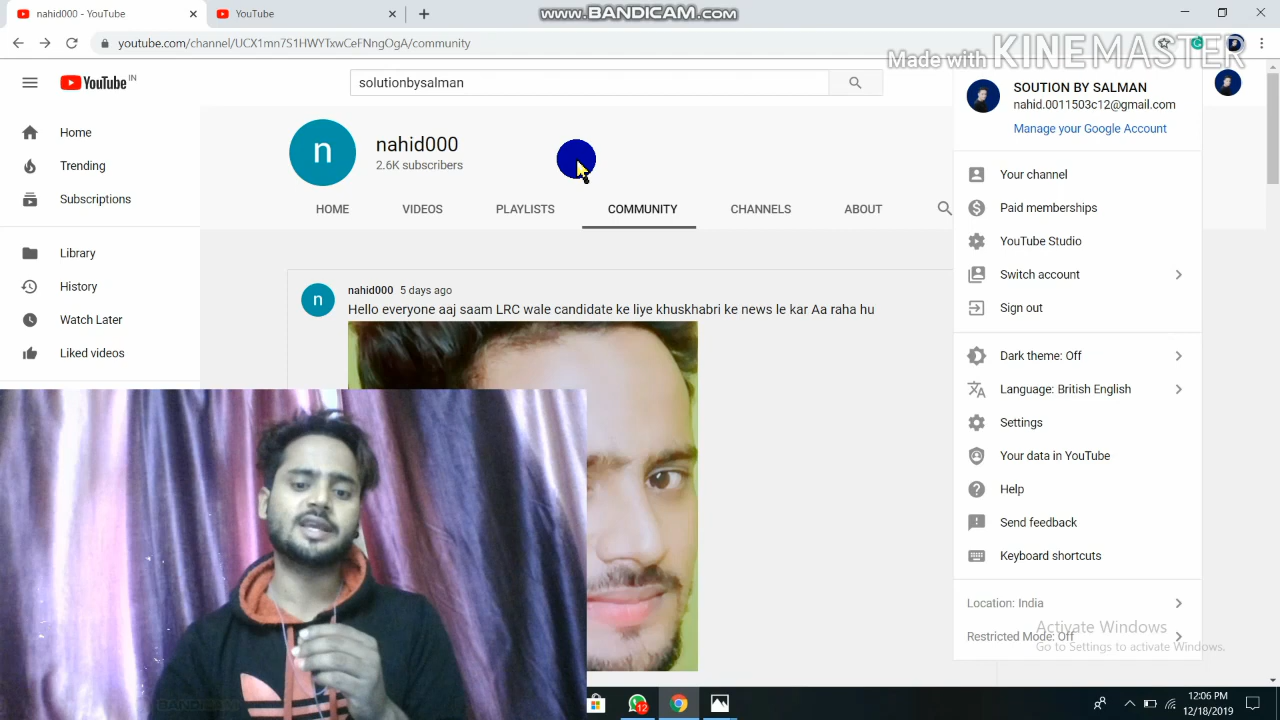 nahid000 - YouTube
YouTube
www.BANDICAM.com
youtube.com/channel/UCX1mn7S1HWYTxwCeFNngOgA/community
Made with KINEMASTER
YouTube IN
solutionbysalman
SOUTION BY SALMAN
nahid.0011503c12@gmail.com
Manage your Google Account
Home
Trending
Subscriptions
Library
History
Watch Later
Liked videos
n
nahid000
2.6K subscribers
HOME
VIDEOS
PLAYLISTS
COMMUNITY
CHANNELS
ABOUT
n
nahid000 5 days ago
Hello everyone aaj saam LRC wale candidate ke liye khuskhabri ke news le kar Aa raha hu
Your channel
Paid memberships
YouTube Studio
Switch account
Sign out
Dark theme: Off
Language: British English
Settings
Your data in YouTube
Help
Send feedback
Keyboard shortcuts
Location: India
Restricted Mode: Off
Activate Windows
Go to Settings to activate Windows.
BANDICAM
12
12:06 PM
12/18/2019